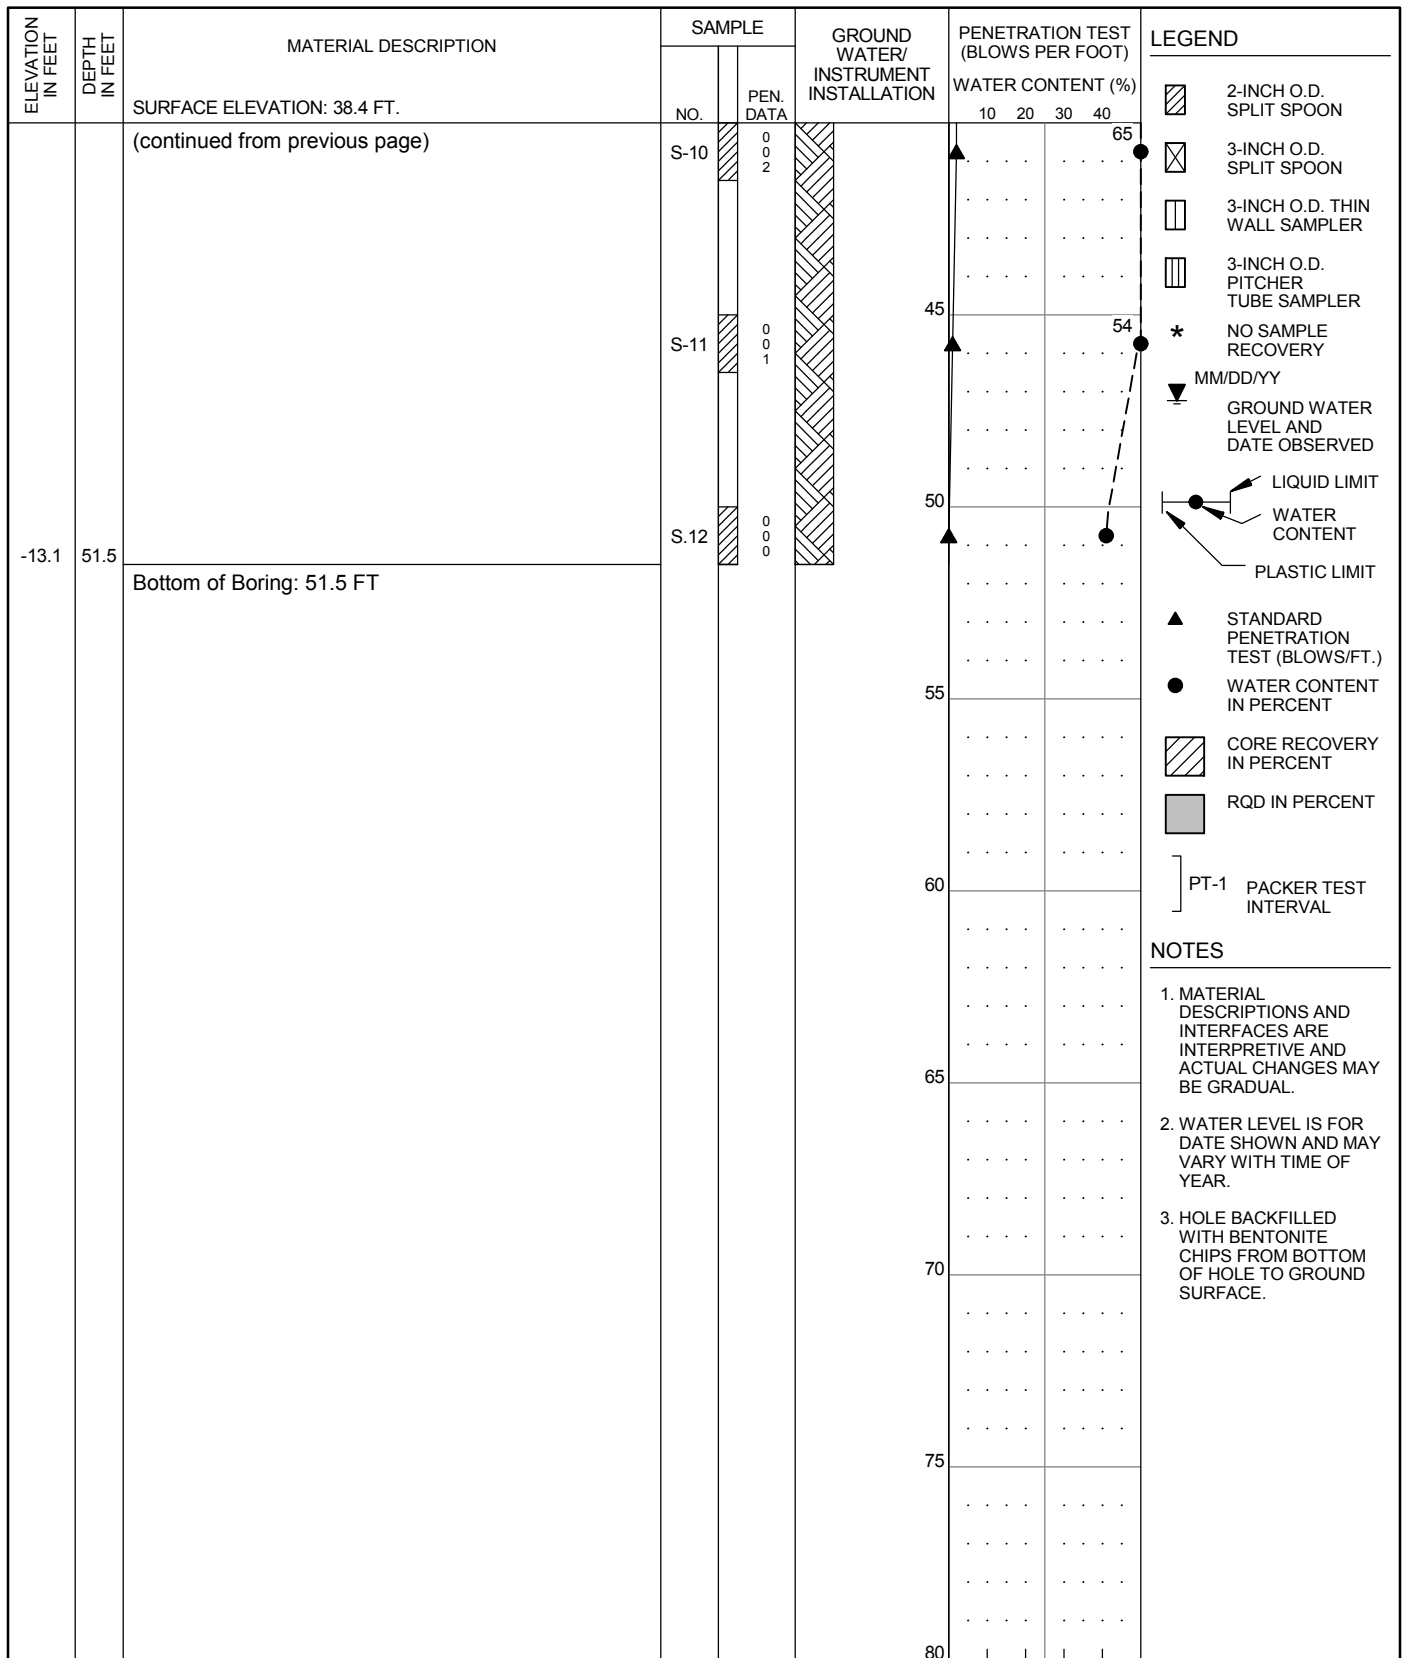 ELEVATION
IN FEET
DEPTH
IN FEET
MATERIAL DESCRIPTION
SURFACE ELEVATION: 38.4 FT.
SAMPLE
NO.
PEN.
DATA
GROUND
WATER/
INSTRUMENT
INSTALLATION
PENETRATION TEST
(BLOWS PER FOOT)
WATER CONTENT (%)
10 20 30 40
(continued from previous page)
S-10
0
0
2
65
45
S-11
0
0
1
54
50
S.12
0
0
0
-13.1 51.5
Bottom of Boring: 51.5 FT
55
60
65
70
75
80
LEGEND
2-INCH O.D.
SPLIT SPOON
3-INCH O.D.
SPLIT SPOON
3-INCH O.D. THIN
WALL SAMPLER
3-INCH O.D.
PITCHER
TUBE SAMPLER
* NO SAMPLE
RECOVERY
MM/DD/YY
GROUND WATER
LEVEL AND
DATE OBSERVED
LIQUID LIMIT
WATER
CONTENT
PLASTIC LIMIT
STANDARD
PENETRATION
TEST (BLOWS/FT.)
WATER CONTENT
IN PERCENT
CORE RECOVERY
IN PERCENT
RQD IN PERCENT
PT-1 PACKER TEST
INTERVAL
NOTES
1. MATERIAL
DESCRIPTIONS AND
INTERFACES ARE
INTERPRETIVE AND
ACTUAL CHANGES MAY
BE GRADUAL.
2. WATER LEVEL IS FOR
DATE SHOWN AND MAY
VARY WITH TIME OF
YEAR.
3. HOLE BACKFILLED
WITH BENTONITE
CHIPS FROM BOTTOM
OF HOLE TO GROUND
SURFACE.